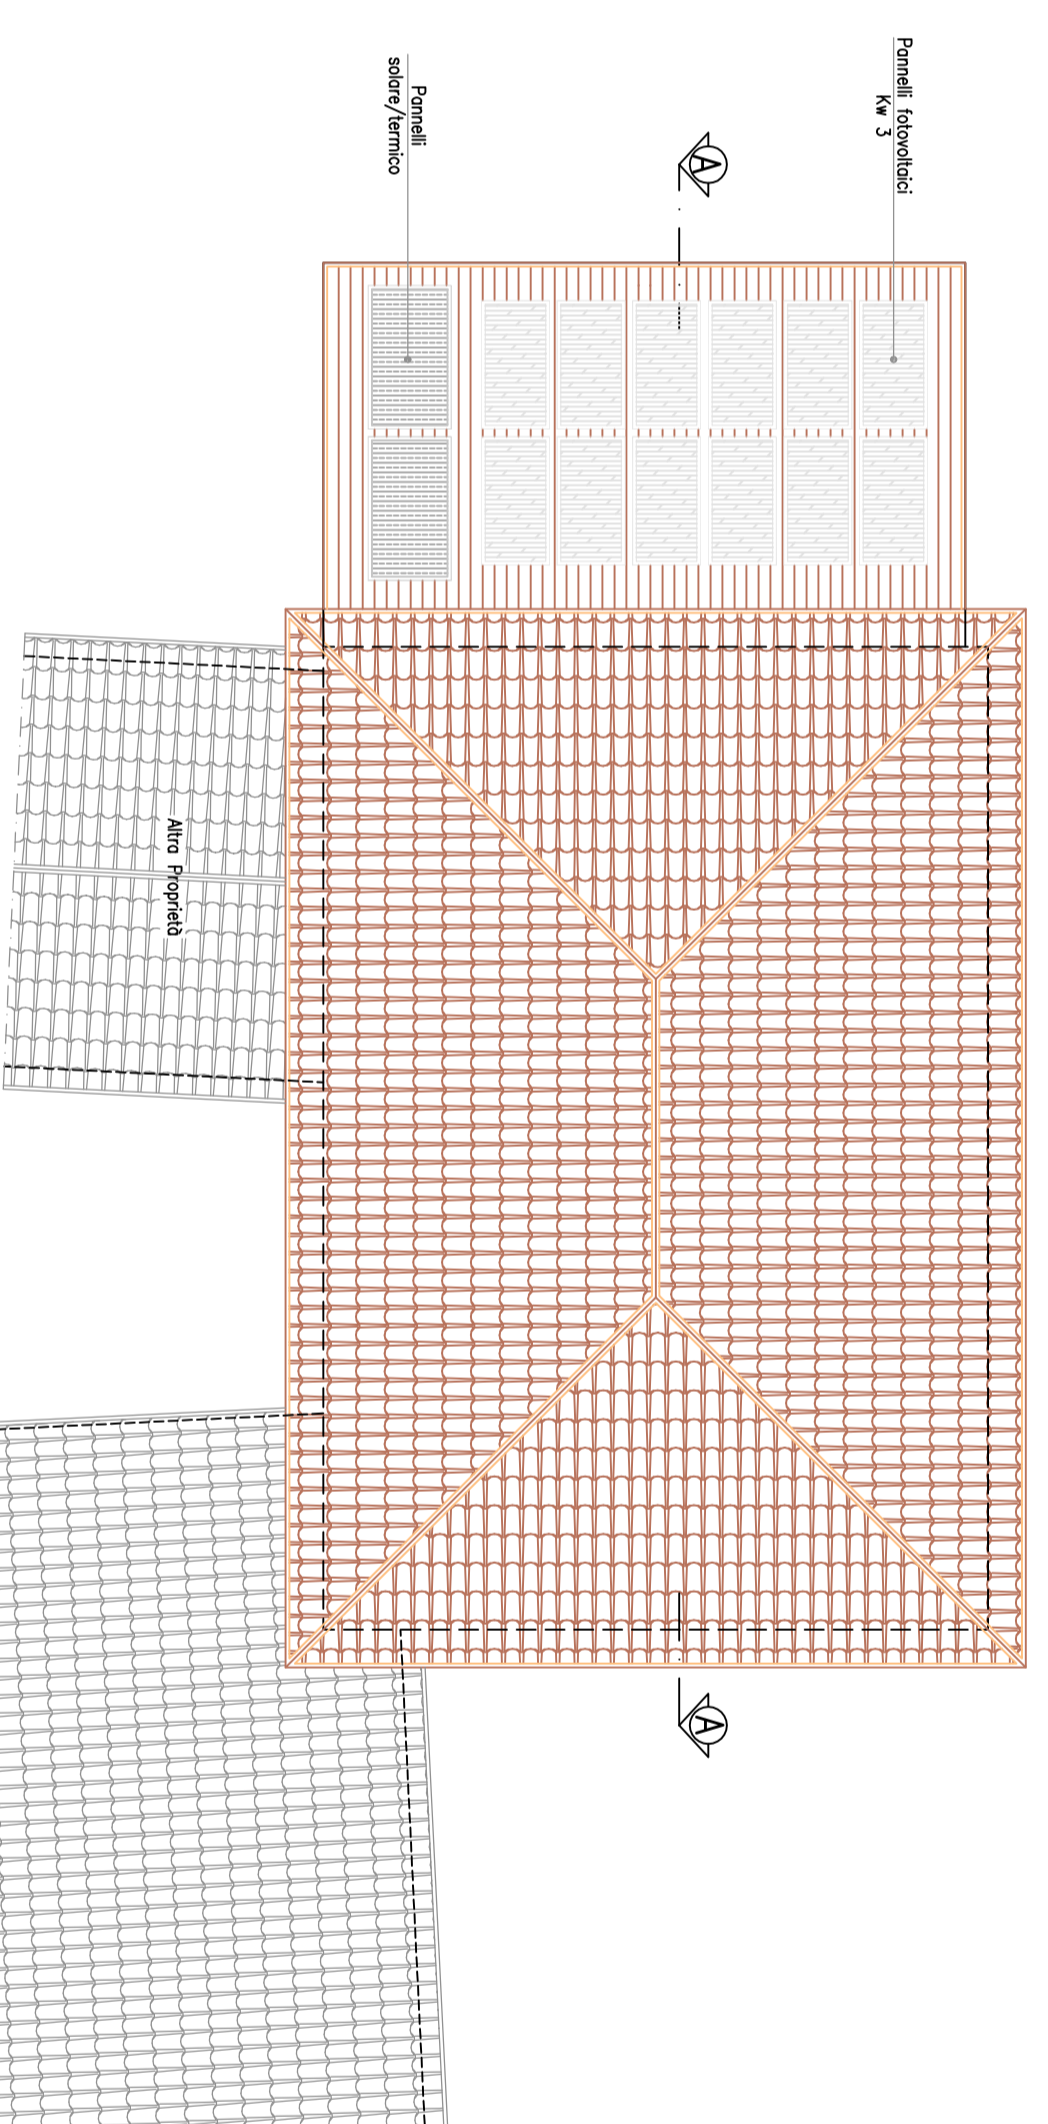 Pannelli fotovoltaici
Kw 3
A
Pannelli
solare/termico
Altra Proprietà
A